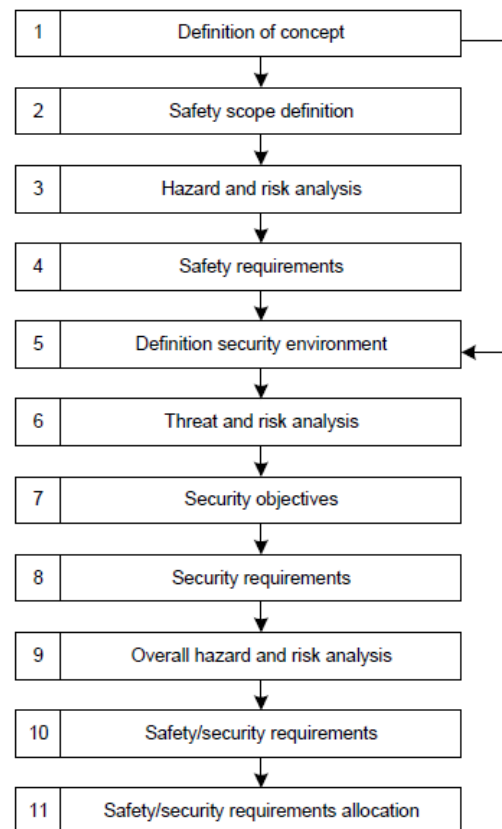 1 Definition of concept
2 Safety scope definition
3 Hazard and risk analysis
4 Safety requirements
5 Definition security environment
6 Threat and risk analysis
7 Security objectives
8 Security requirements
9 Overall hazard and risk analysis
10 Safety/security requirements
11 Safety/security requirements allocation